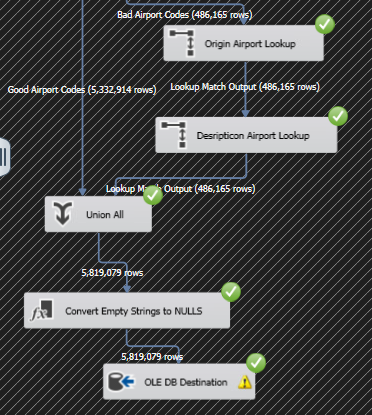 Bad Airport Codes (486,165 rows)
Origin Airport Lookup
Lookup Match Output (486,165 rows)
Good Airport Codes (5,332,914 rows)
Desripticon Airport Lookup
Lookup Match Output (486,165 rows)
Union All
5,819,079 rows
fx
Convert Empty Strings to NULLS
5,819,079 rows
OLE DB Destination